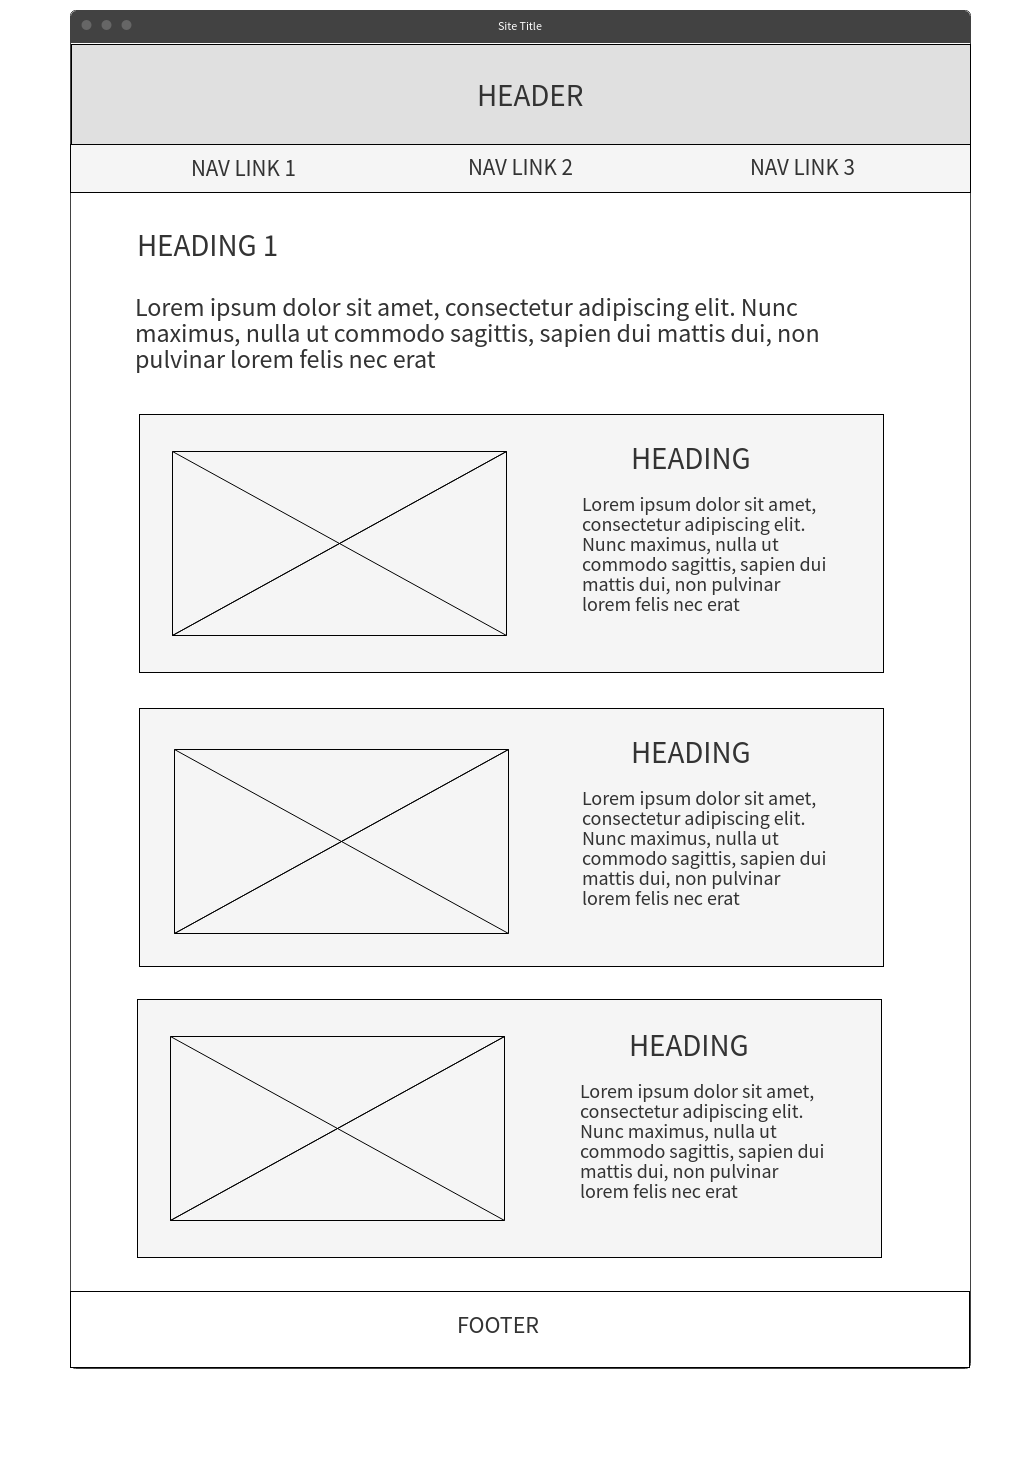 Site Title
HEADER
NAV LINK 1
NAV LINK 2
NAV LINK 3
HEADING 1
Lorem ipsum dolor sit amet, consectetur adipiscing elit. Nunc
maximus, nulla ut commodo sagittis, sapien dui mattis dui, non
pulvinar lorem felis nec erat
HEADING
Lorem ipsum dolor sit amet,
consectetur adipiscing elit.
Nunc maximus, nulla ut
commodo sagittis, sapien dui
mattis dui, non pulvinar
lorem felis nec erat
HEADING
Lorem ipsum dolor sit amet,
consectetur adipiscing elit.
Nunc maximus, nulla ut
commodo sagittis, sapien dui
mattis dui, non pulvinar
lorem felis nec erat
HEADING
Lorem ipsum dolor sit amet,
consectetur adipiscing elit.
Nunc maximus, nulla ut
commodo sagittis, sapien dui
mattis dui, non pulvinar
lorem felis nec erat
FOOTER